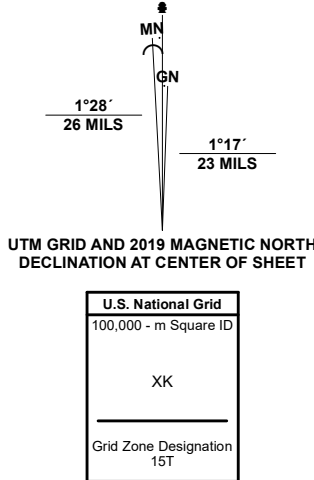 MN
GN
1°28´
26 MILS
1°17´
23 MILS
UTM GRID AND 2019 MAGNETIC NORTH
DECLINATION AT CENTER OF SHEET
U.S. National Grid
100,000 - m Square ID
XK
Grid Zone Designation
15T